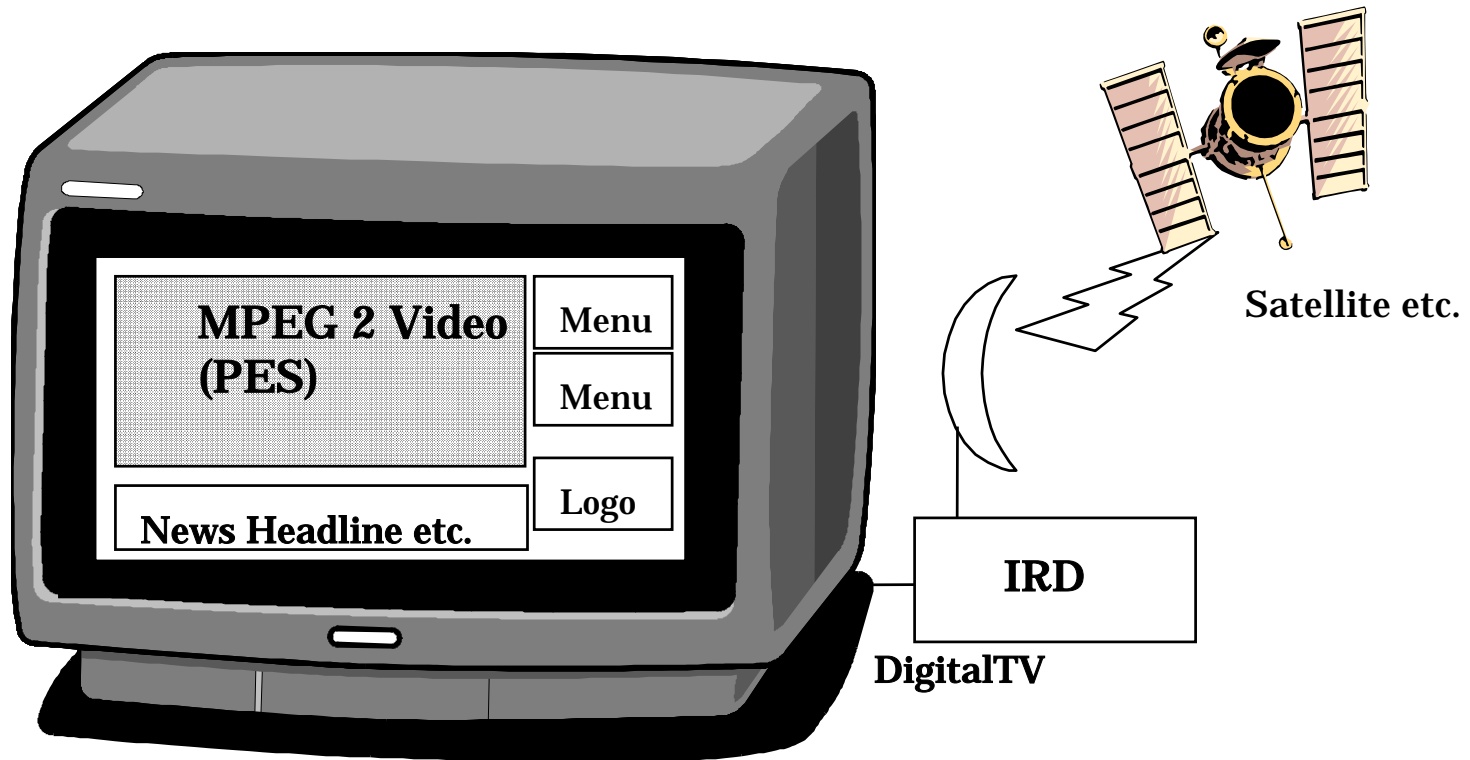 MPEG 2 Video
(PES)
Menu
Menu
Logo
News Headline etc.
Satellite etc.
IRD
DigitalTV